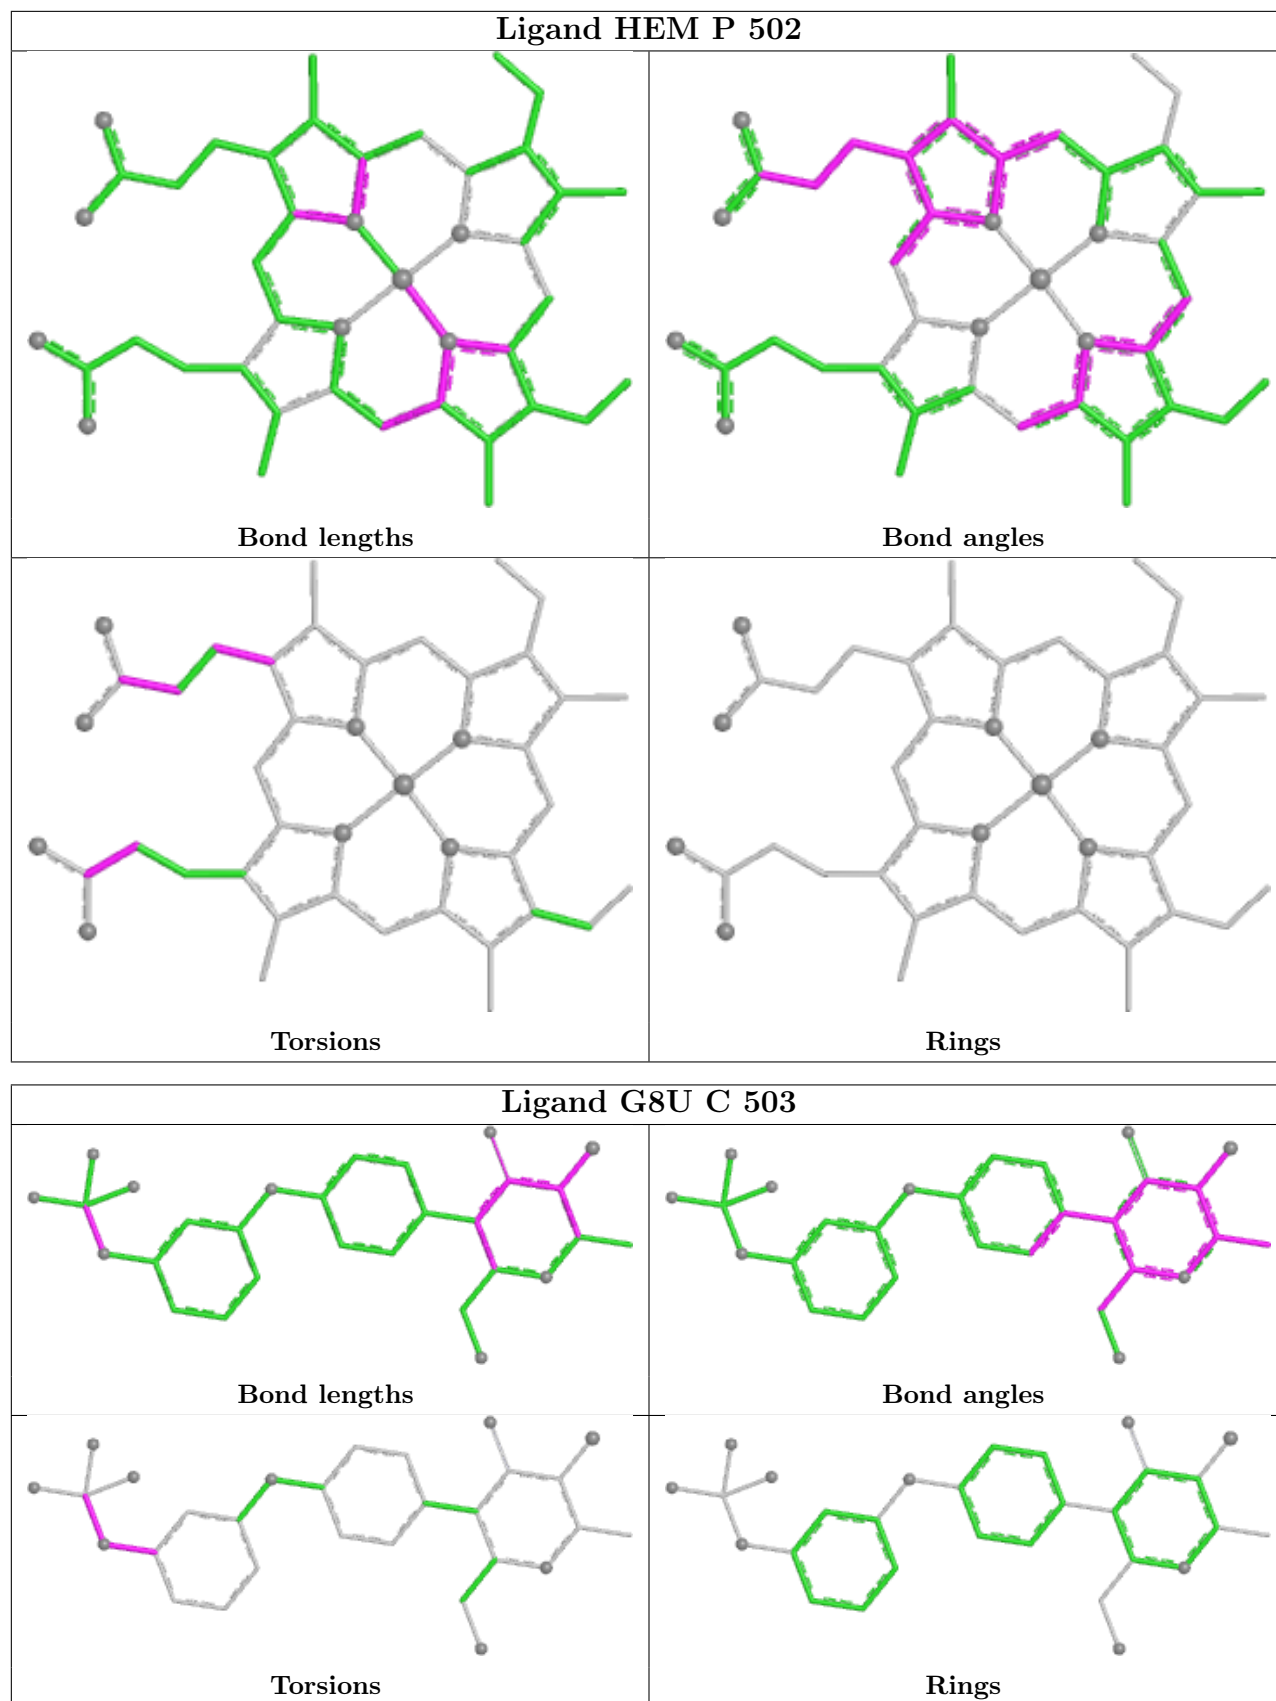 Ligand HEM P 502
Bond lengths
Bond angles
Torsions
Rings
Ligand G8U C 503
Bond lengths
Bond angles
Torsions
Rings